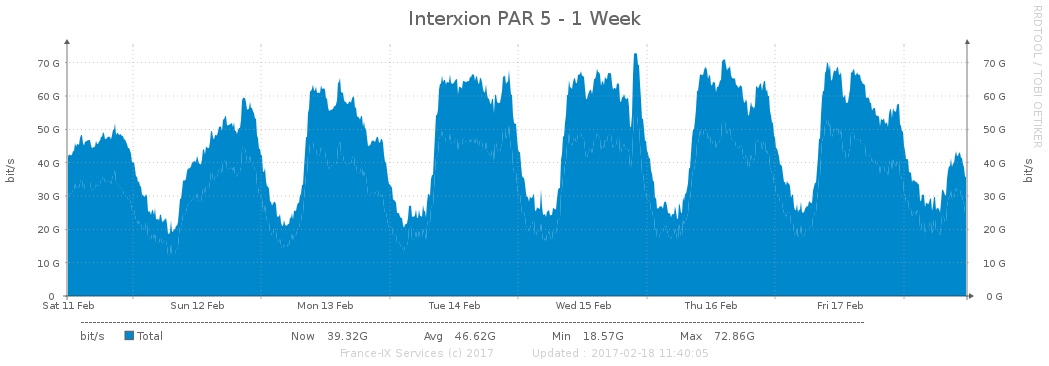 Interxion PAR 5 - 1 Week
RRDTOOL / TOBI OETIKER
70 G 70 G
60 G 60 G
50 G 50 G
40 G 40 G
30 G 30 G
20 G 20 G
10 G 10 G
0 0 G
bit/s bit/s
Sat 11 Feb Sun 12 Feb Mon 13 Feb Tue 14 Feb Wed 15 Feb Thu 16 Feb Fri 17 Feb
bit/s Total Now 39.32G Avg 46.62G Min 18.57G Max 72.86G
France-IX Services (c) 2017 Updated : 2017-02-18 11:40:05